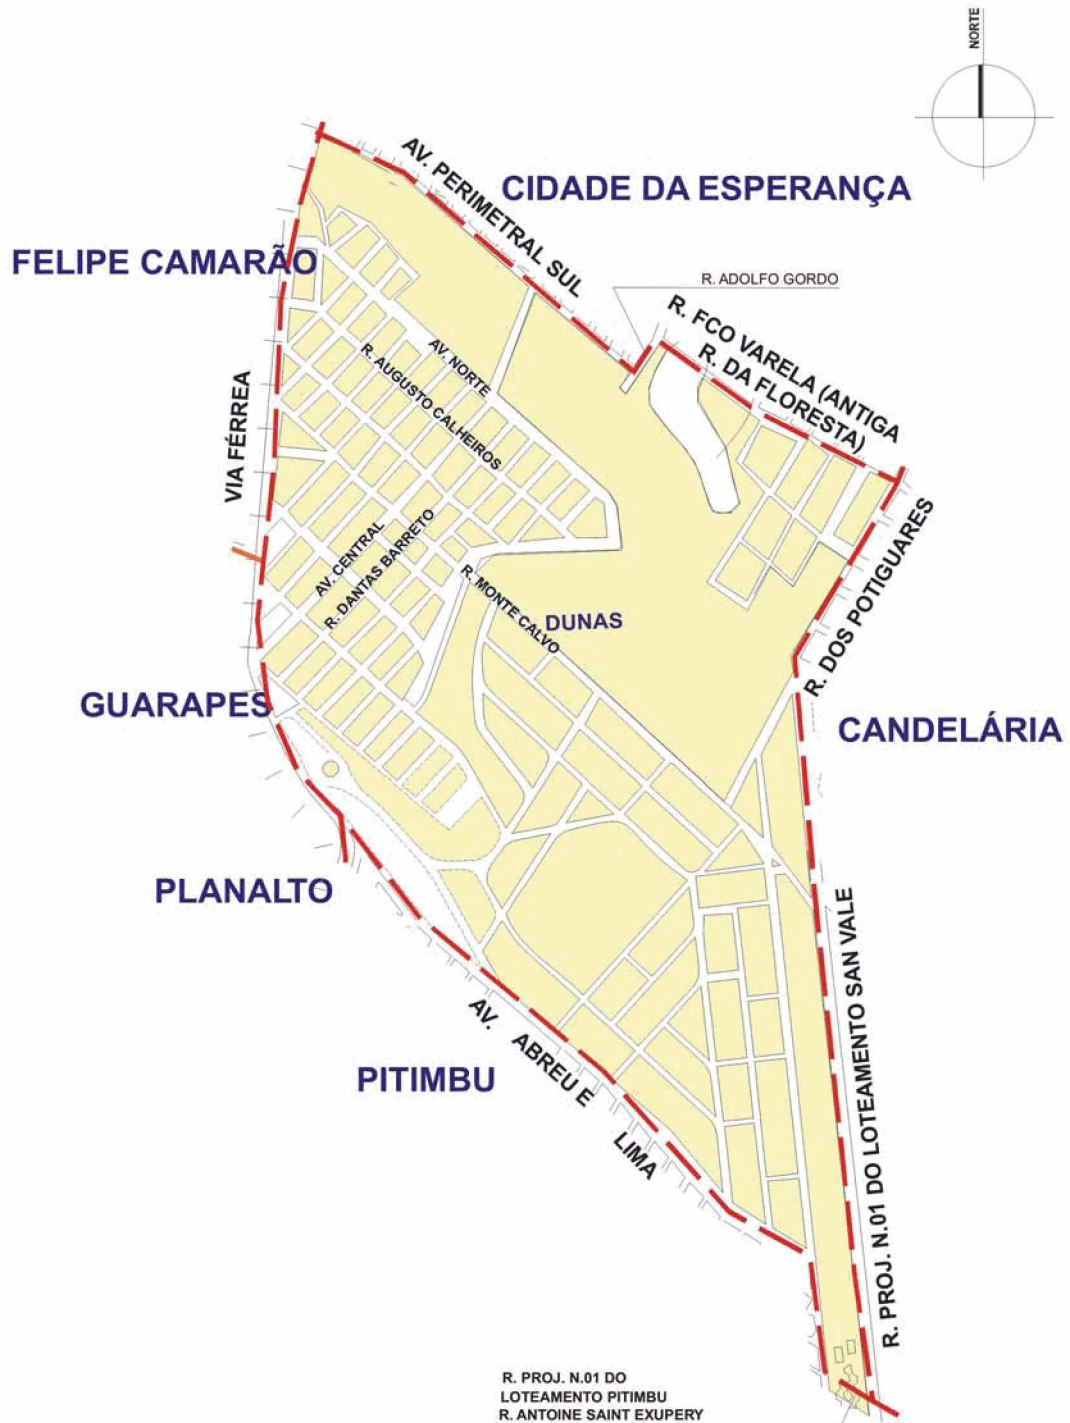 NORTE
AV. PERIMETRAL SUL
CIDADE DA ESPERANÇA
FELIPE CAMARÃO
R. ADOLFO GORDO
R. FCO VARELA (ANTIGA
R. DA FLORESTA)
AV. NORTE
R. AUGUSTO CALHEIROS
VIA FÉRREA
AV. CENTRAL
R. DANTAS BARRETO
R. MONTE CALVO
DUNAS
R. DOS POTIGUARES
GUARAPES
CANDELÁRIA
PLANALTO
R. PROJ. N.01 DO LOTEAMENTO SAN VALE
AV. ABREU E
LIMA
PITIMBU
R. PROJ. N.01 DO
LOTEAMENTO PITIMBU
R. ANTOINE SAINT EXUPERY